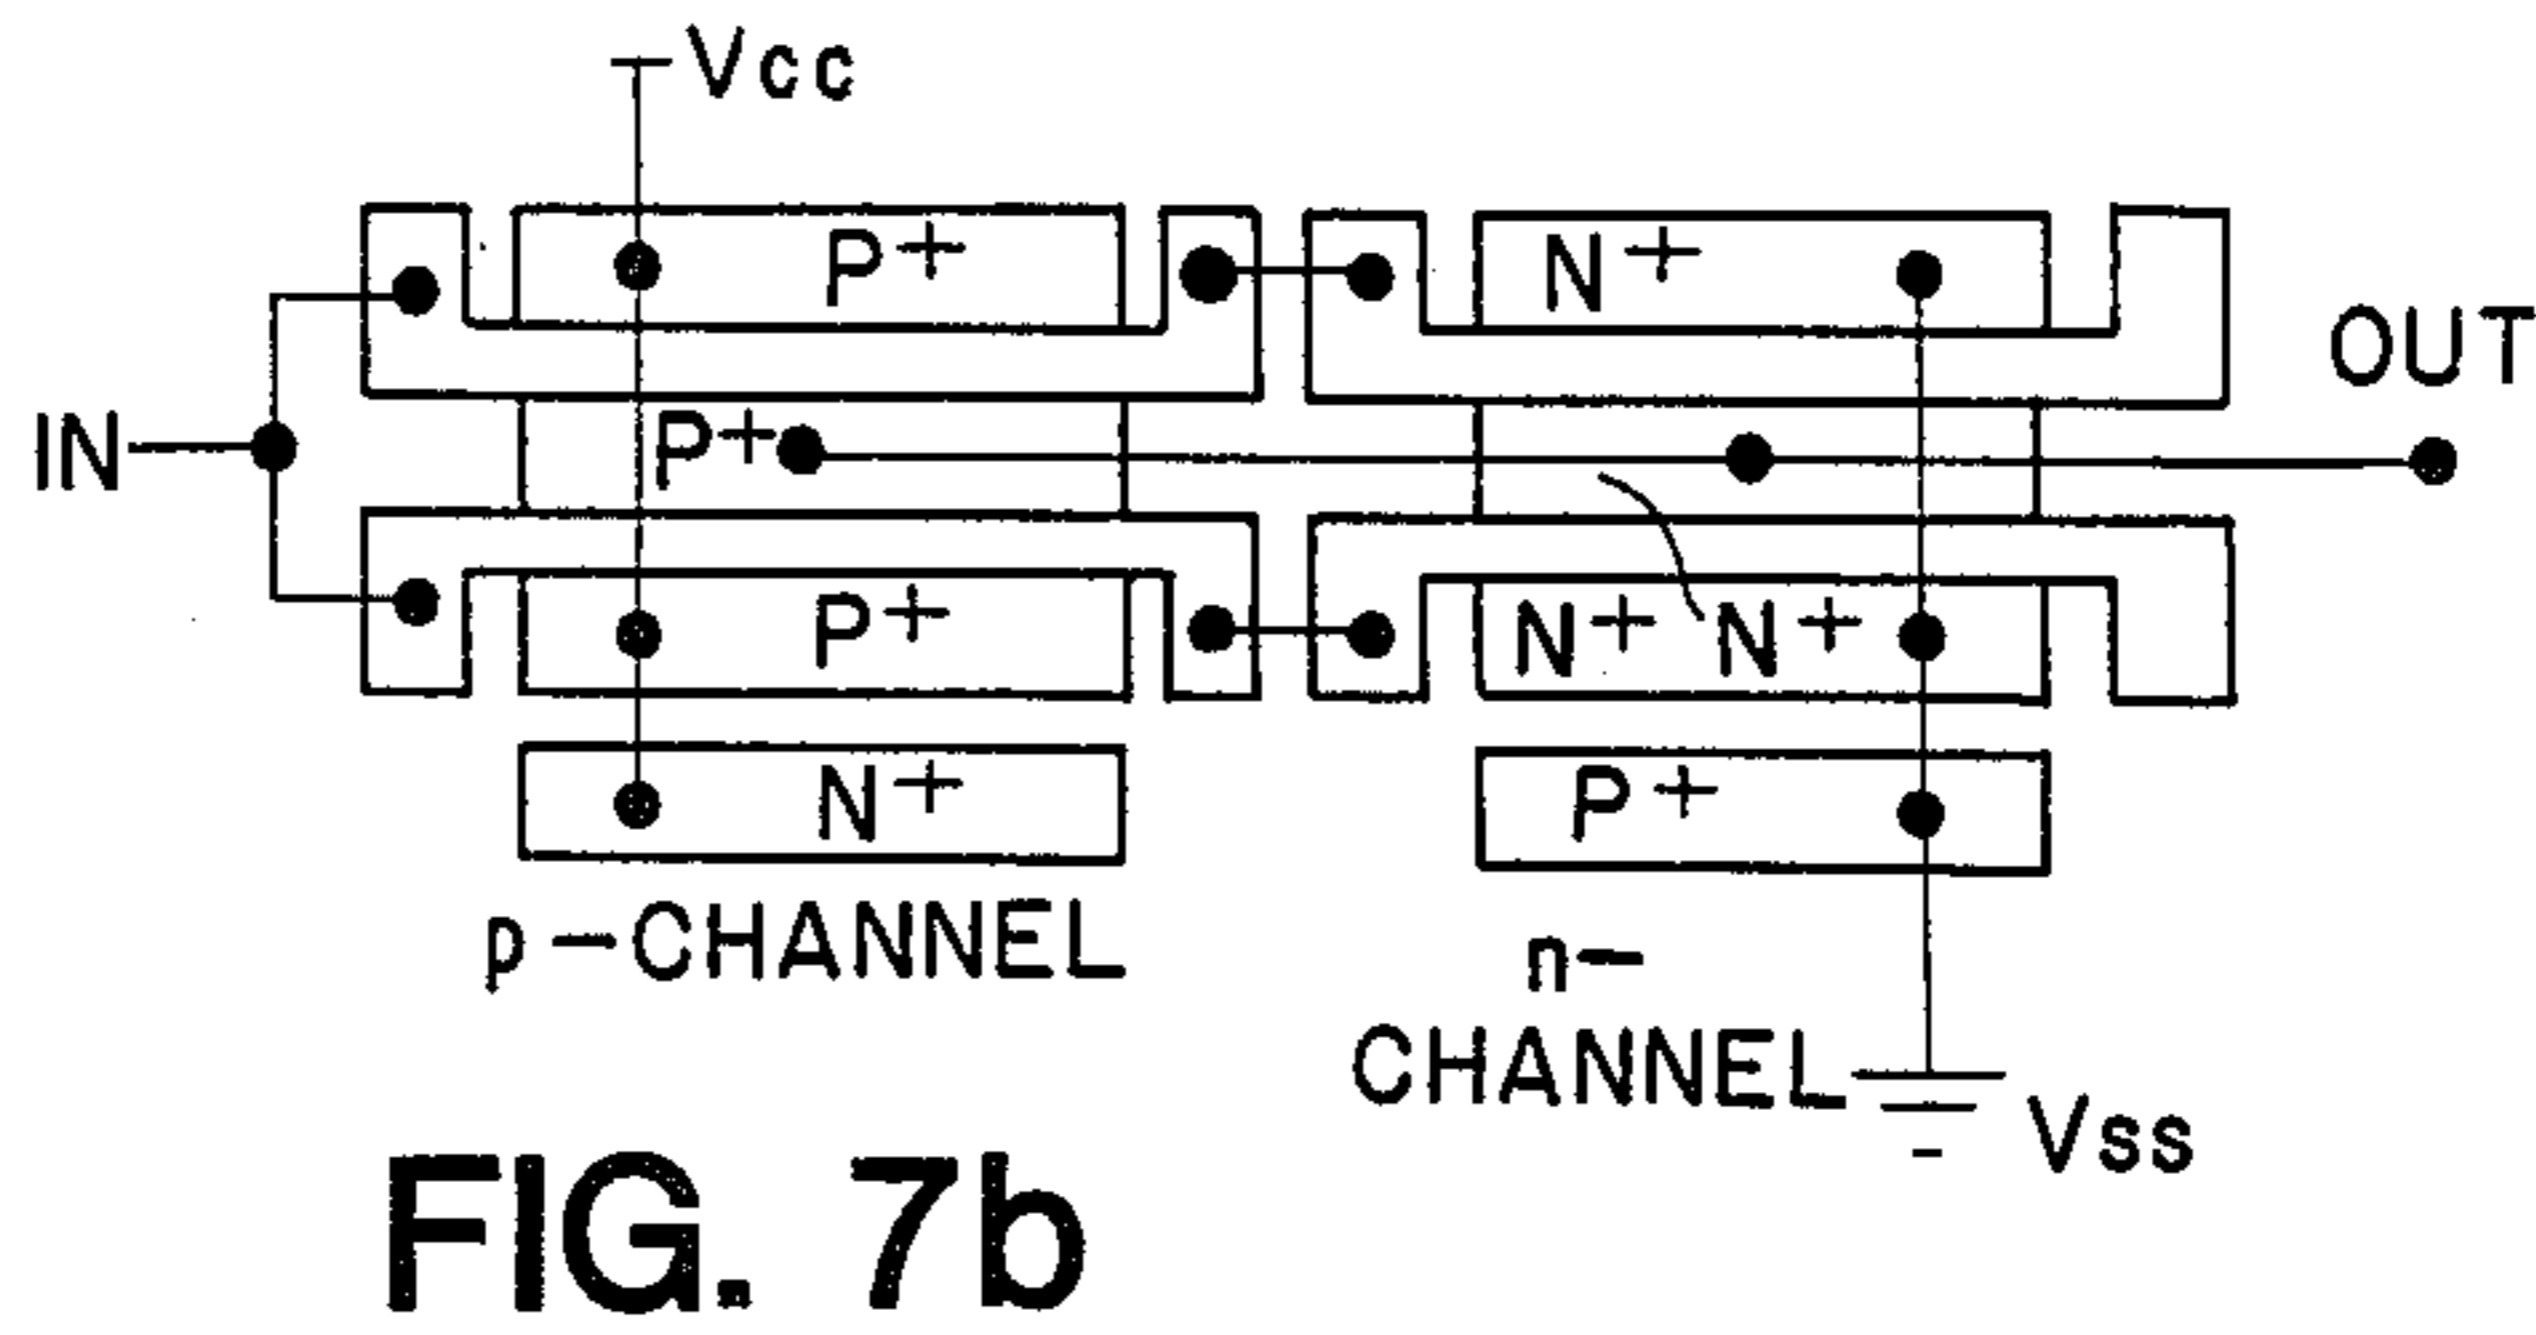 Vcc
P+ N+
OUT
IN P+
P+ N+ N+
N+ P+
p-CHANNEL n-
CHANNEL
Vss
FIG. 7b